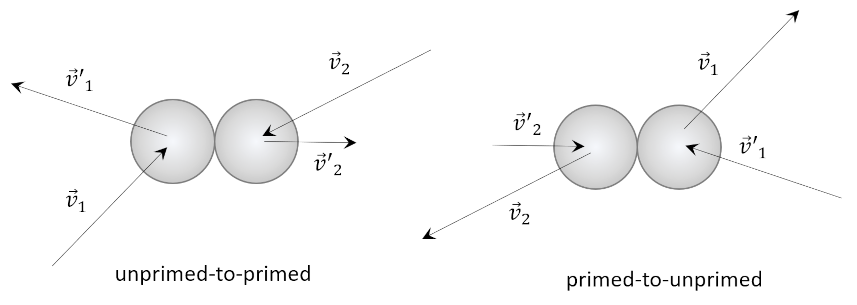 v⃗′₁
v⃗₂
v⃗′₂
v⃗₁
unprimed-to-primed
v⃗₁
v⃗′₂
v⃗′₁
v⃗₂
primed-to-unprimed